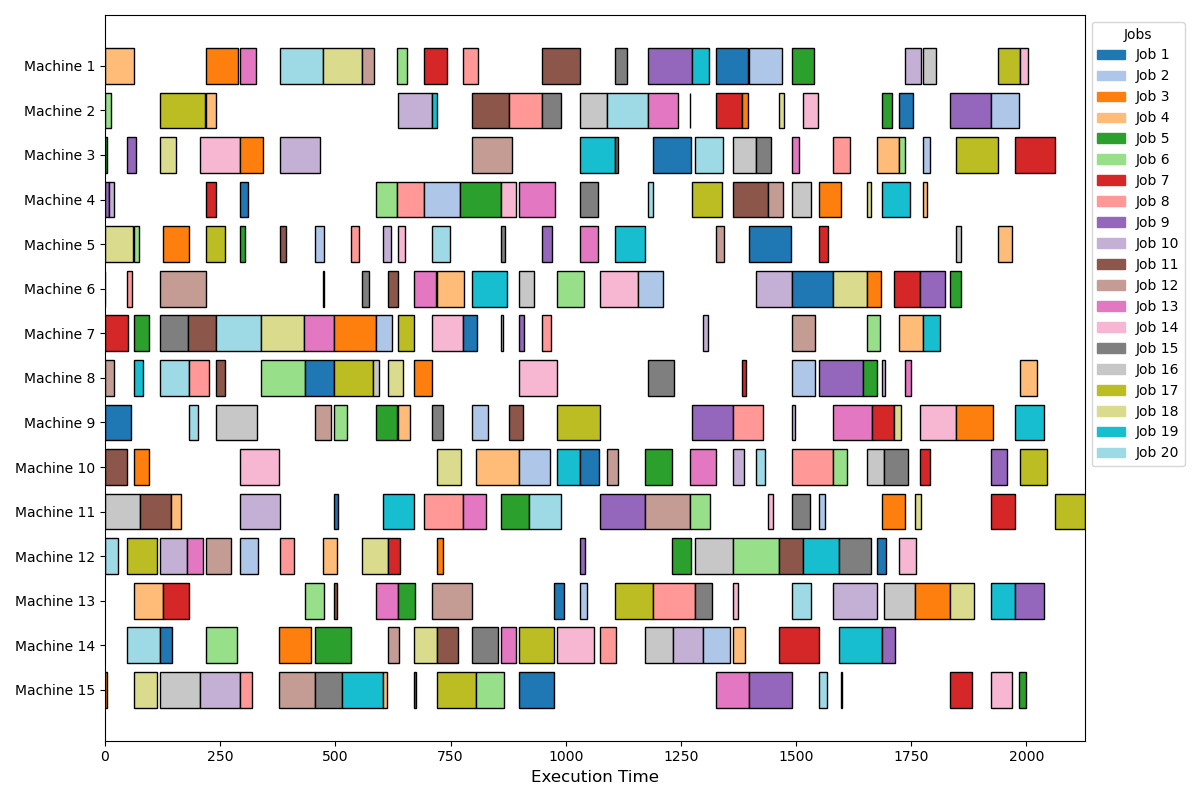 Machine 1
Machine 2
Machine 3
Machine 4
Machine 5
Machine 6
Machine 7
Machine 8
Machine 9
Machine 10
Machine 11
Machine 12
Machine 13
Machine 14
Machine 15
0 250 500 750 1000 1250 1500 1750 2000
Execution Time
Jobs
Job 1
Job 2
Job 3
Job 4
Job 5
Job 6
Job 7
Job 8
Job 9
Job 10
Job 11
Job 12
Job 13
Job 14
Job 15
Job 16
Job 17
Job 18
Job 19
Job 20